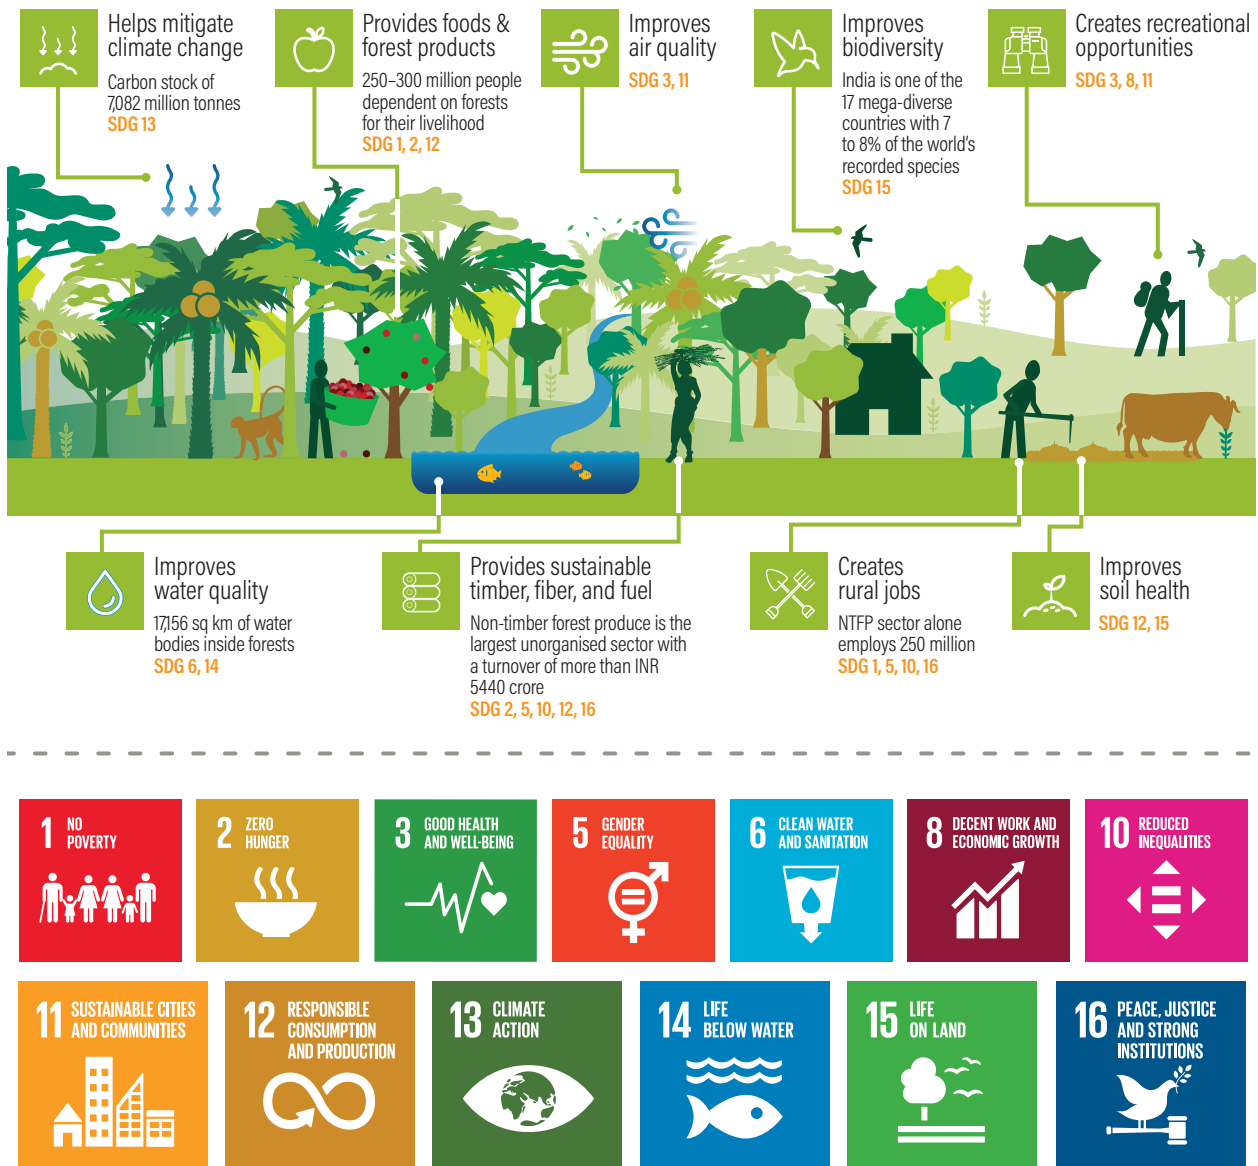 Helps mitigate
climate change
Carbon stock of
7,082 million tonnes
SDG 13
Provides foods &
forest products
250–300 million people
dependent on forests
for their livelihood
SDG 1, 2, 12
Improves
air quality
SDG 3, 11
Improves
biodiversity
India is one of the
17 mega-diverse
countries with 7
to 8% of the world's
recorded species
SDG 15
Creates recreational
opportunities
SDG 3, 8, 11
Improves
water quality
17,156 sq km of water
bodies inside forests
SDG 6, 14
Provides sustainable
timber, fiber, and fuel
Non-timber forest produce is the
largest unorganised sector with
a turnover of more than INR
5440 crore
SDG 2, 5, 10, 12, 16
Creates
rural jobs
NTFP sector alone
employs 250 million
SDG 1, 5, 10, 16
Improves
soil health
SDG 12, 15
1 NO
POVERTY
2 ZERO
HUNGER
3 GOOD HEALTH
AND WELL-BEING
5 GENDER
EQUALITY
6 CLEAN WATER
AND SANITATION
8 DECENT WORK AND
ECONOMIC GROWTH
10 REDUCED
INEQUALITIES
11 SUSTAINABLE CITIES
AND COMMUNITIES
12 RESPONSIBLE
CONSUMPTION
AND PRODUCTION
13 CLIMATE
ACTION
14 LIFE
BELOW WATER
15 LIFE
ON LAND
16 PEACE, JUSTICE
AND STRONG
INSTITUTIONS